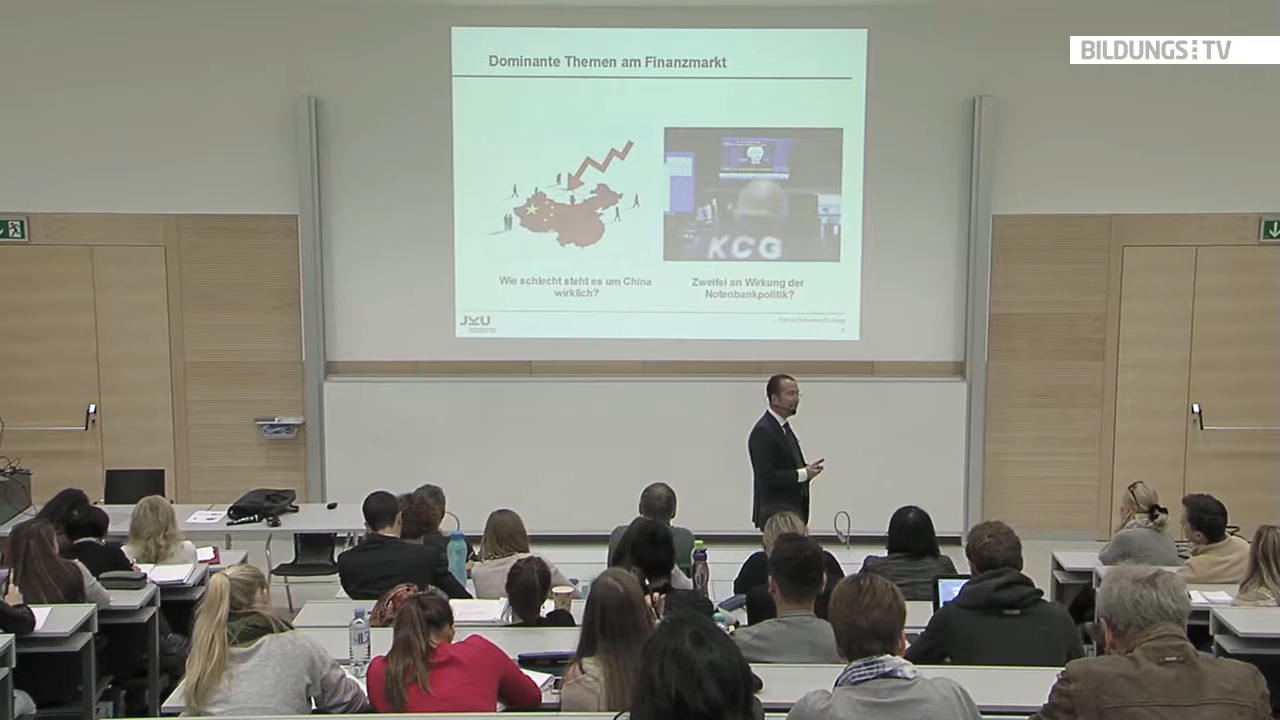 BILDUNGS TV
Dominante Themen am Finanzmarkt
KCG
Wie schlecht steht es um China
wirklich?
Zweifel an Wirkung der
Notenbankpolitik?
JKU